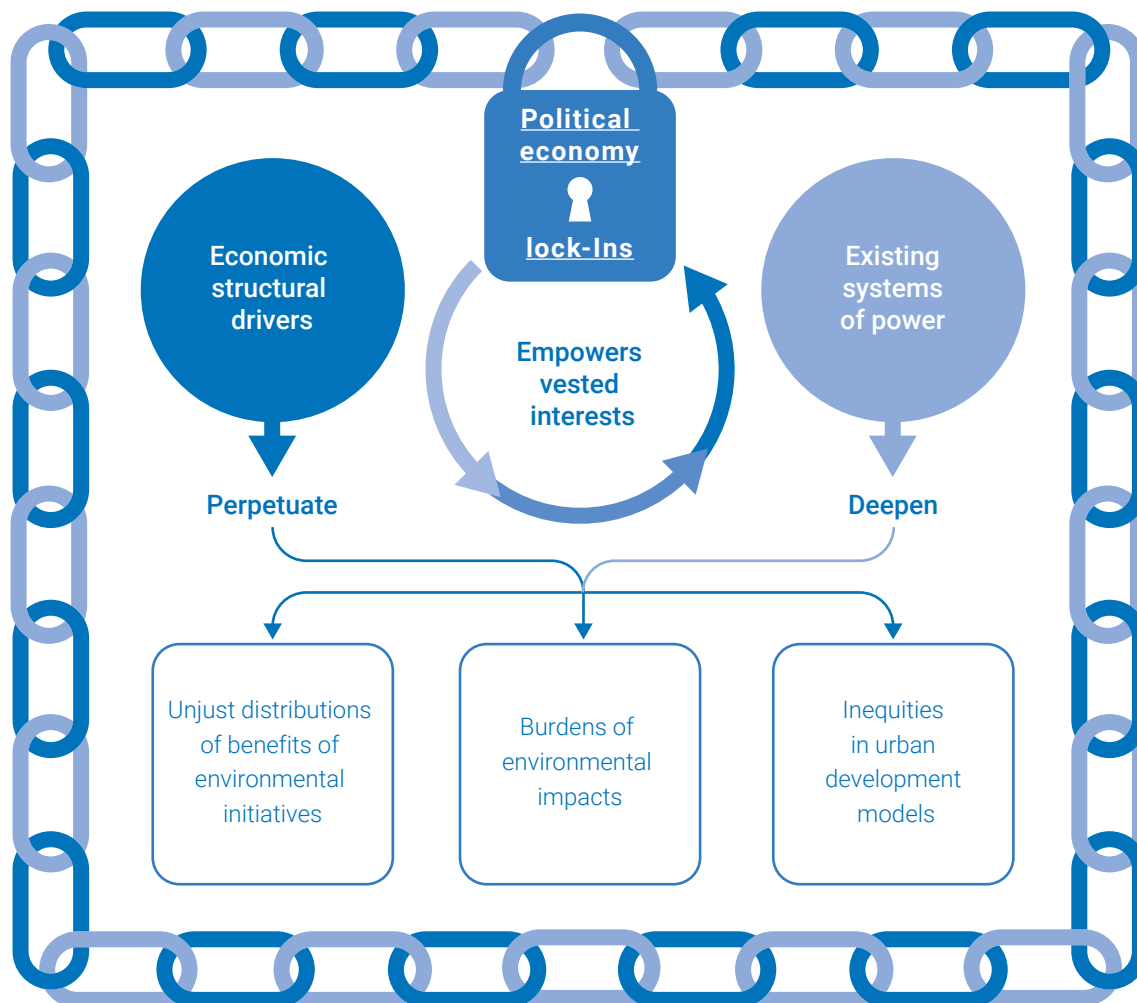 Political
economy
lock-Ins
Economic
structural
drivers
Existing
systems
of power
Empowers
vested
interests
Perpetuate
Deepen
Unjust distributions
of benefits of
environmental
initiatives
Burdens of
environmental
impacts
Inequities
in urban
development
models